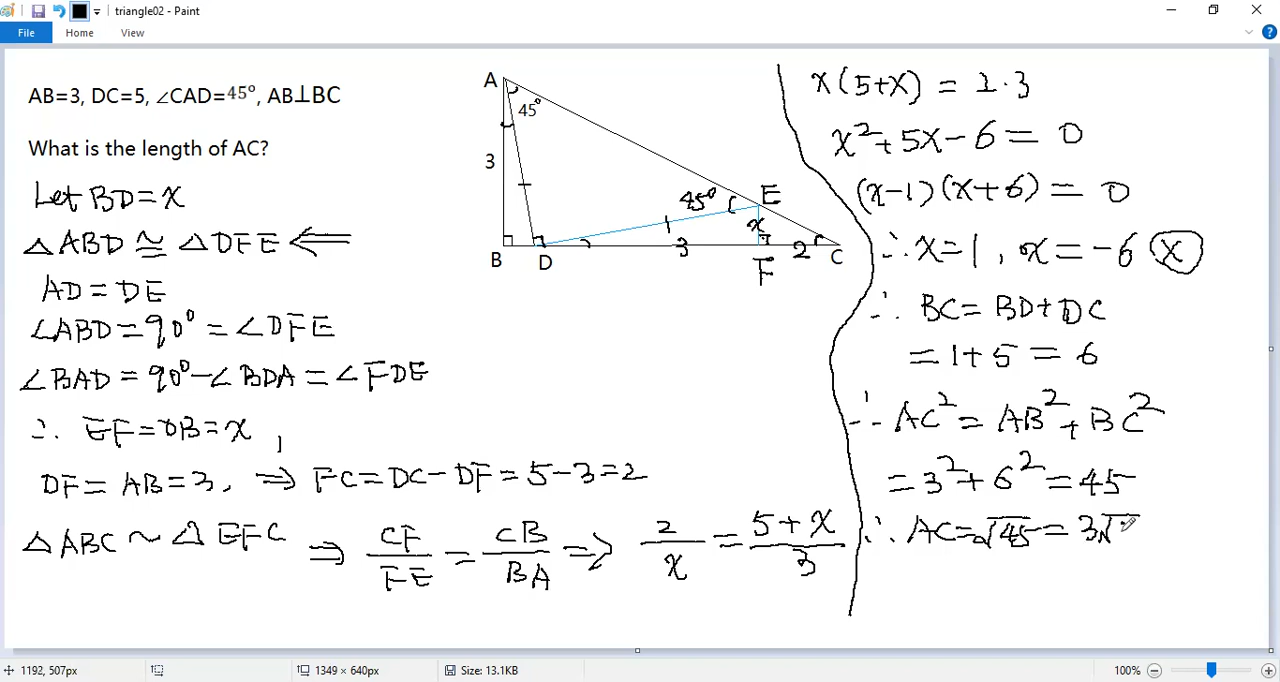 triangle02 - Paint
File Home View
AB=3, DC=5, ∠CAD=45°, AB⊥BC
What is the length of AC?
Let BD=x
△ABD≅△DFE ⇐
AD=DE
∠ABD=90°=∠DFE
∠BAD=90°-∠BDA=∠FDE
∴ EF=DB=x,
DF=AB=3, ⇒ FC=DC-DF=5-3=2
△ABC~△EFC ⇒ CF/FE=CB/BA ⇒ 2/x=5+x/3
A
45°
3
B
D
45°
E
x
3
2
F
C
x(5+x)=2·3
x²+5x-6=0
(x-1)(x+6)=0
∴x=1, x=-6 (x)
∴ BC=BD+DC
=1+5=6
∴ AC²=AB²+BC²
=3²+6²=45
∴ AC=√45=3√
1192, 507px
1349 × 640px
Size: 13.1KB
100%